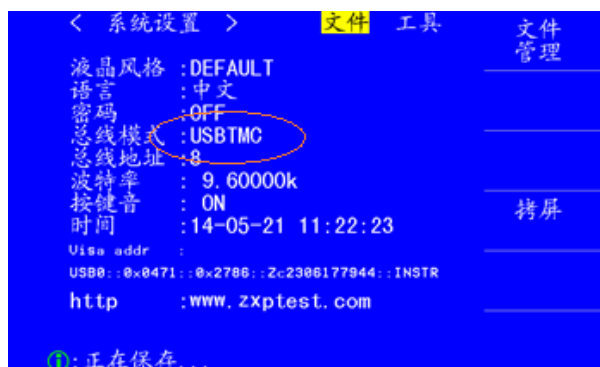 < 系统设置 > 文件 工具
文件
管理
液晶风格 :DEFAULT
语言 :中文
密码 :OFF
总线模式 :USBTMC
总线地址 :8
波特率 : 9.60000k
按键音 : ON
拷屏
时间 :14-05-21 11:22:23
Visa addr :
USB0::0x0471::0x2786::Zc2306177944::INSTR
http :www.zxptest.com
i:正在保存...